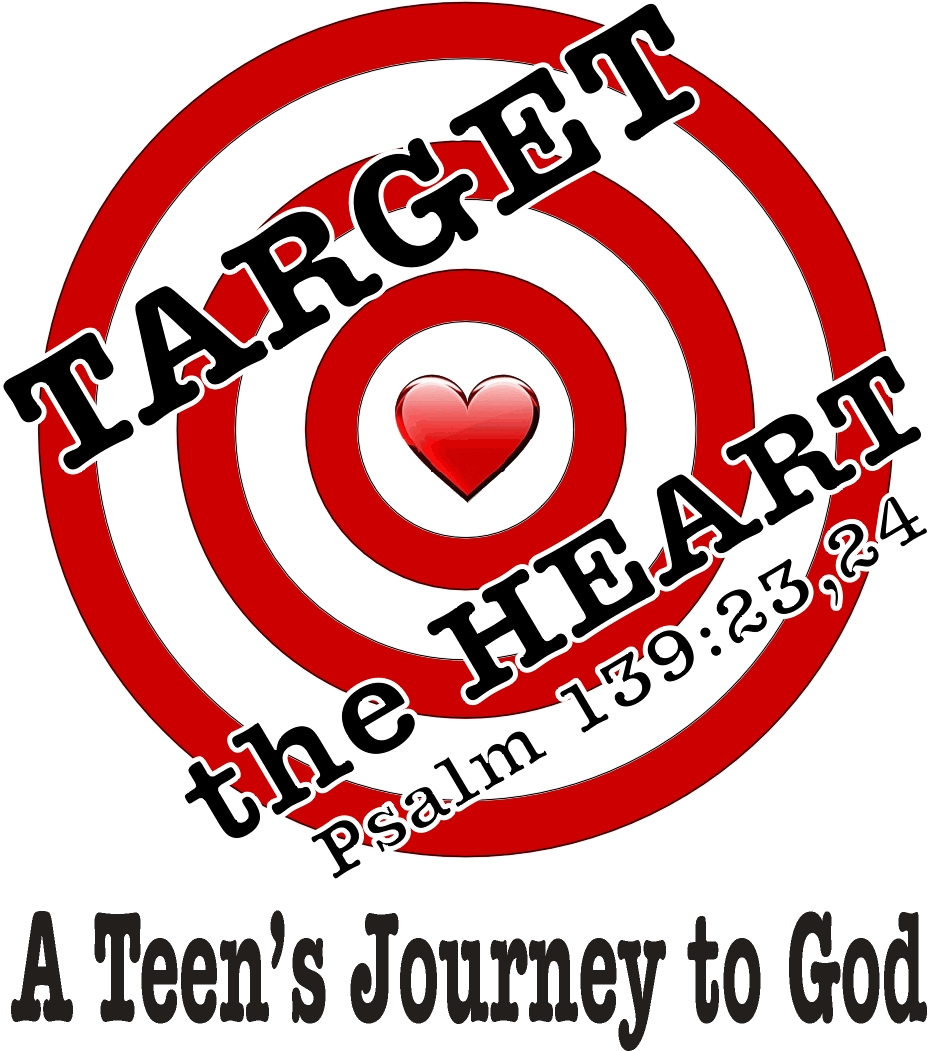 TARGET
the HEART
Psalm 139:23,24
A Teen's Journey to God